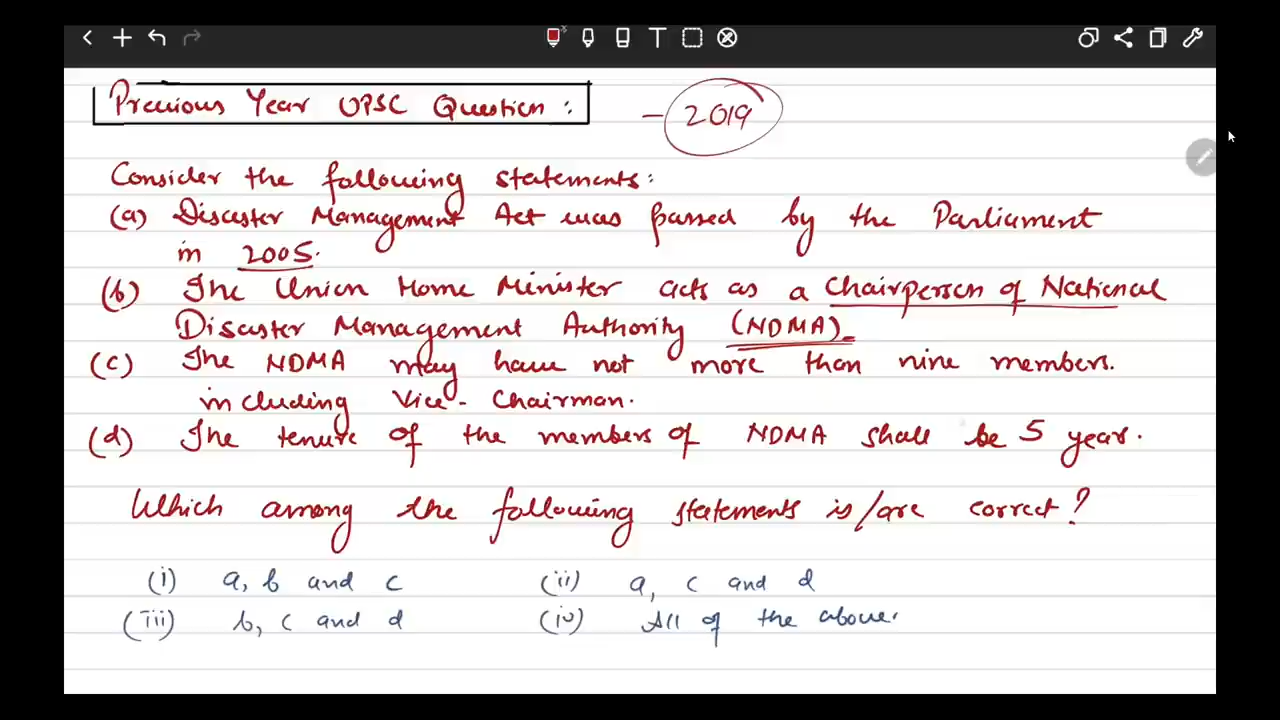 Previous Year UPSC Question : - 2019
Consider the following statements:
(a) Disaster Management Act was passed by the Parliament
in 2005.
(b) The Union Home Minister acts as a Chairperson of National
Disaster Management Authority (NDMA).
(c) The NDMA may have not more than nine members.
including Vice- Chairman.
(d) The tenure of the members of NDMA shall be 5 year.
Which among the following statements is/are correct?
(i) a, b and c (ii) a, c and d
(iii) b, c and d (iv) All of the above.